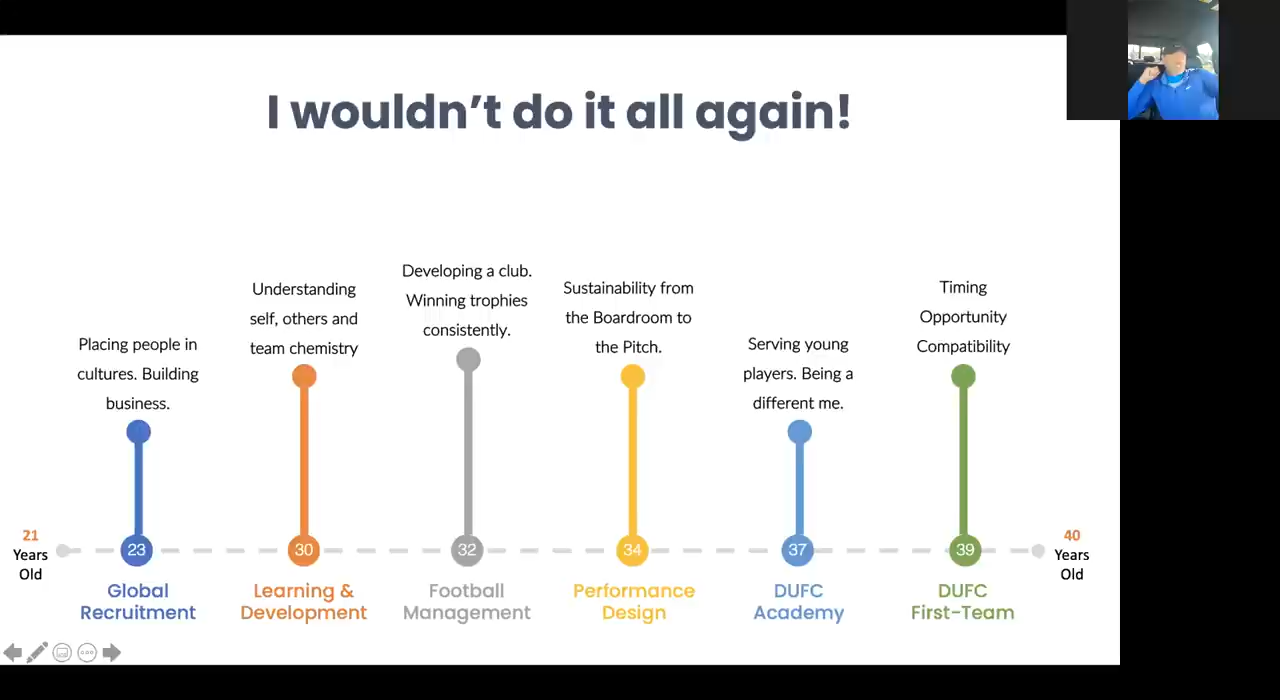 I wouldn't do it all again!
Placing people in
cultures. Building
business.
Understanding
self, others and
team chemistry
Developing a club.
Winning trophies
consistently.
Sustainability from
the Boardroom to
the Pitch.
Serving young
players. Being a
different me.
Timing
Opportunity
Compatibility
21
Years
Old
23
30
32
34
37
39
40
Years
Old
Global
Recruitment
Learning &
Development
Football
Management
Performance
Design
DUFC
Academy
DUFC
First-Team